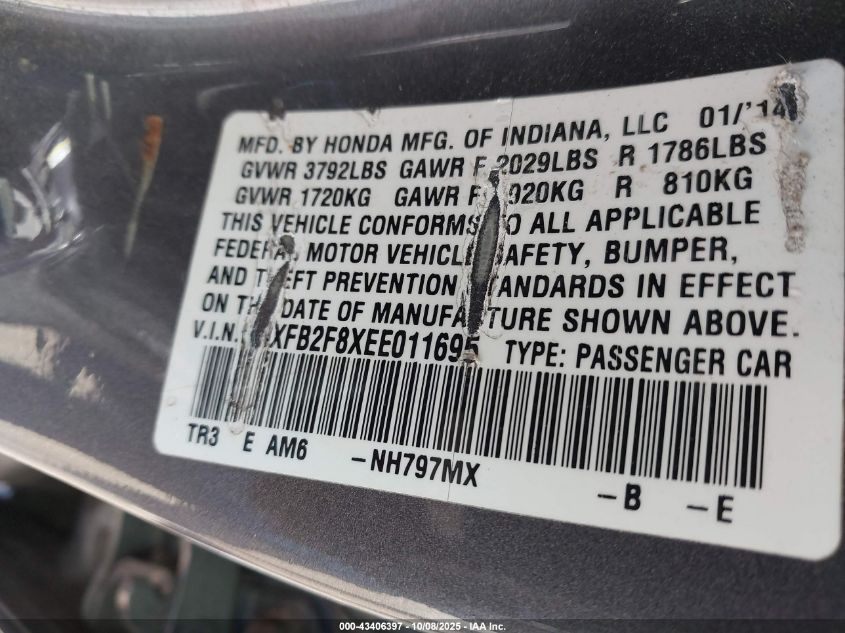 MFD. BY HONDA MFG. OF INDIANA, LLC 01/'14
GVWR 3792LBS GAWR F 2029LBS R 1786LBS
GVWR 1720KG GAWR F 920KG R 810KG
THIS VEHICLE CONFORMS TO ALL APPLICABLE
FEDERAL MOTOR VEHICLE SAFETY, BUMPER,
AND THEFT PREVENTION STANDARDS IN EFFECT
ON THE DATE OF MANUFACTURE SHOWN ABOVE.
V.I.N. XFB2F8XEE011695 TYPE: PASSENGER CAR
TR3 E AM6 -NH797MX -B -E
000-43406397 - 10/08/2025 - IAA Inc.